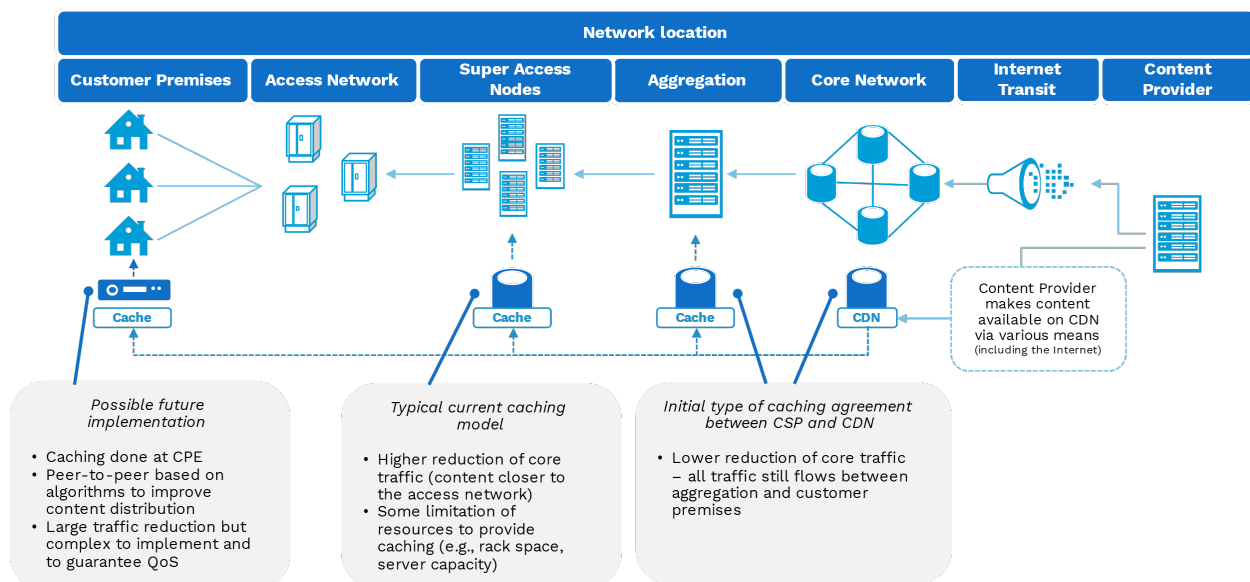 Network location
Customer Premises
Access Network
Super Access
Nodes
Aggregation
Core Network
Internet
Transit
Content
Provider
Cache
Cache
Cache
CDN
Content Provider
makes content
available on CDN
via various means
(including the Internet)
Possible future
implementation
• Caching done at CPE
• Peer-to-peer based on
algorithms to improve
content distribution
• Large traffic reduction but
complex to implement and
to guarantee QoS
Typical current caching
model
• Higher reduction of core
traffic (content closer to
the access network)
• Some limitation of
resources to provide
caching (e.g., rack space,
server capacity)
Initial type of caching agreement
between CSP and CDN
• Lower reduction of core traffic
– all traffic still flows between
aggregation and customer
premises